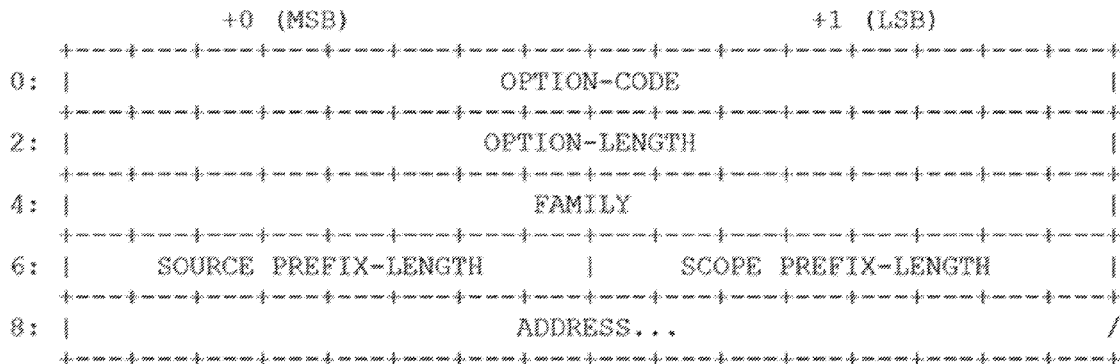 +0 (MSB)                            +1 (LSB)
   +---+---+---+---+---+---+---+---+---+---+---+---+---+---+---+---+
0: |                          OPTION-CODE                          |
   +---+---+---+---+---+---+---+---+---+---+---+---+---+---+---+---+
2: |                         OPTION-LENGTH                         |
   +---+---+---+---+---+---+---+---+---+---+---+---+---+---+---+---+
4: |                            FAMILY                             |
   +---+---+---+---+---+---+---+---+---+---+---+---+---+---+---+---+
6: |     SOURCE PREFIX-LENGTH      |     SCOPE PREFIX-LENGTH       |
   +---+---+---+---+---+---+---+---+---+---+---+---+---+---+---+---+
8: |                           ADDRESS...                          /
   +---+---+---+---+---+---+---+---+---+---+---+---+---+---+---+---+